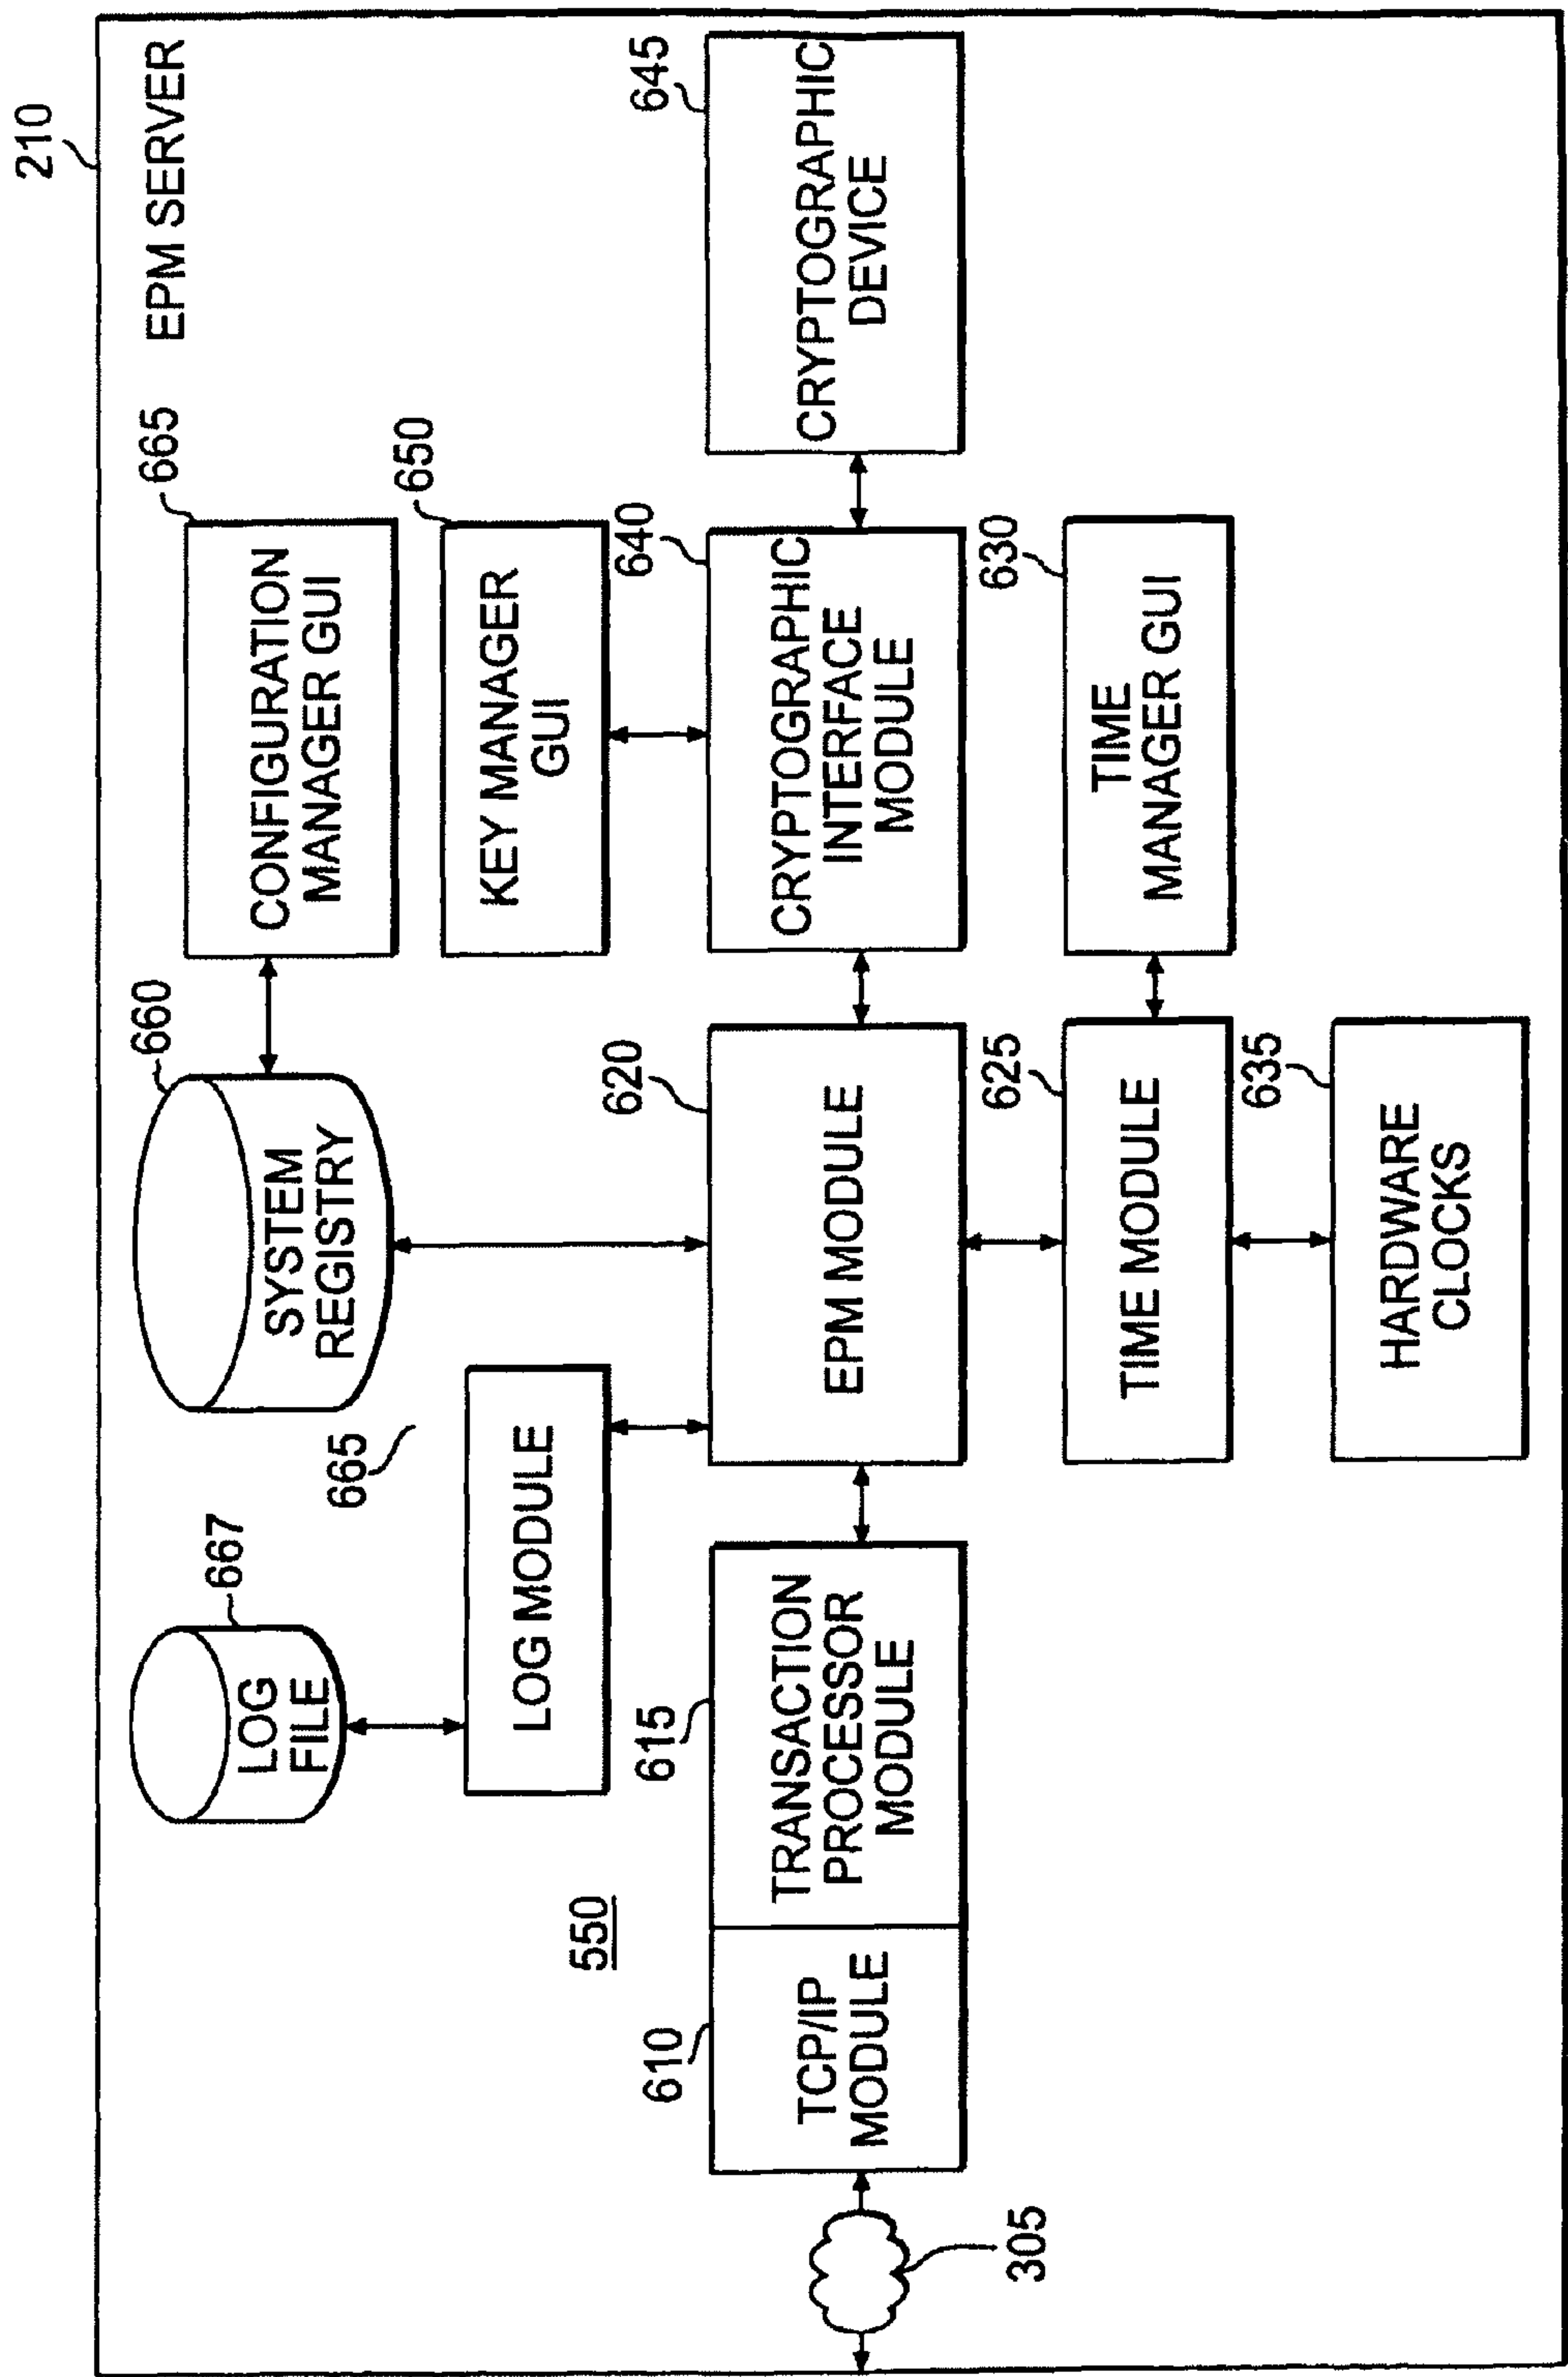 210
EPM SERVER
667
LOG
FILE
660
SYSTEM
REGISTRY
665
CONFIGURATION
MANAGER GUI
665
LOG MODULE
650
KEY MANAGER
GUI
550
610
TCP/IP
MODULE
615
TRANSACTION
PROCESSOR
MODULE
620
EPM MODULE
640
CRYPTOGRAPHIC
INTERFACE
MODULE
645
CRYPTOGRAPHIC
DEVICE
305
625
TIME MODULE
630
TIME
MANAGER GUI
635
HARDWARE
CLOCKS